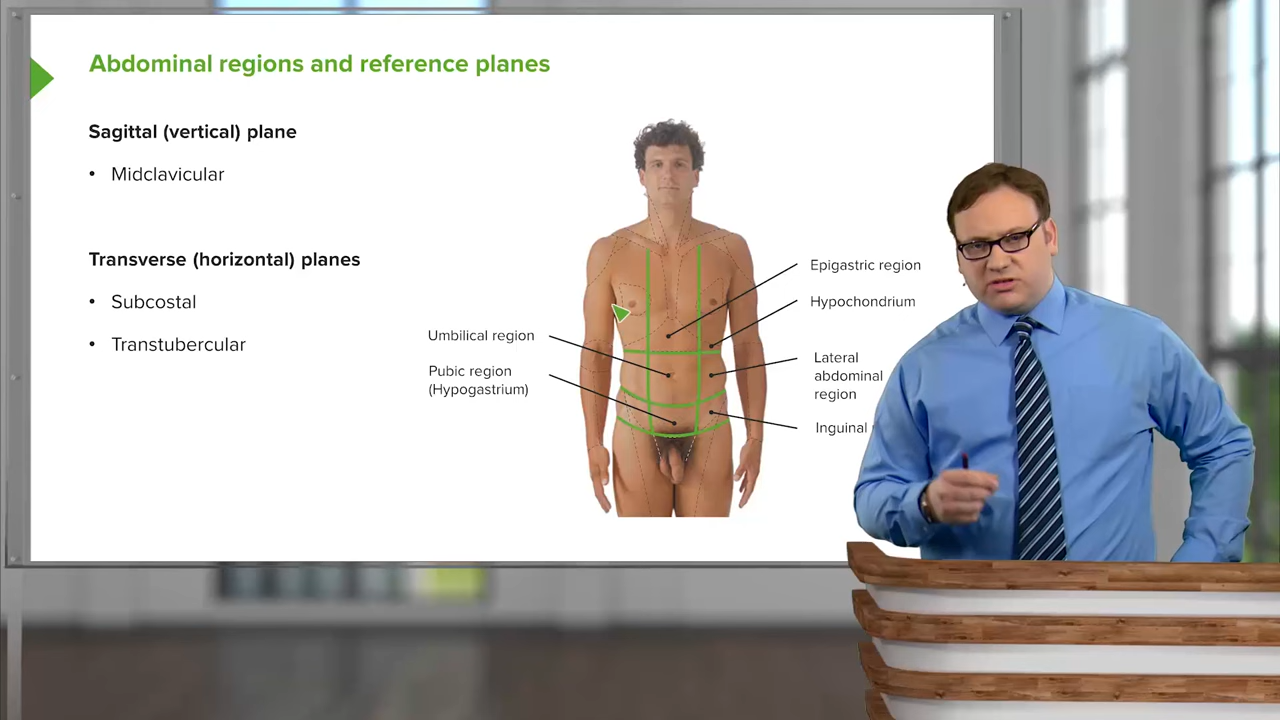 Abdominal regions and reference planes
Sagittal (vertical) plane
• Midclavicular
Transverse (horizontal) planes
• Subcostal
• Transtubercular
Umbilical region
Pubic region
(Hypogastrium)
Epigastric region
Hypochondrium
Lateral
abdominal
region
Inguinal